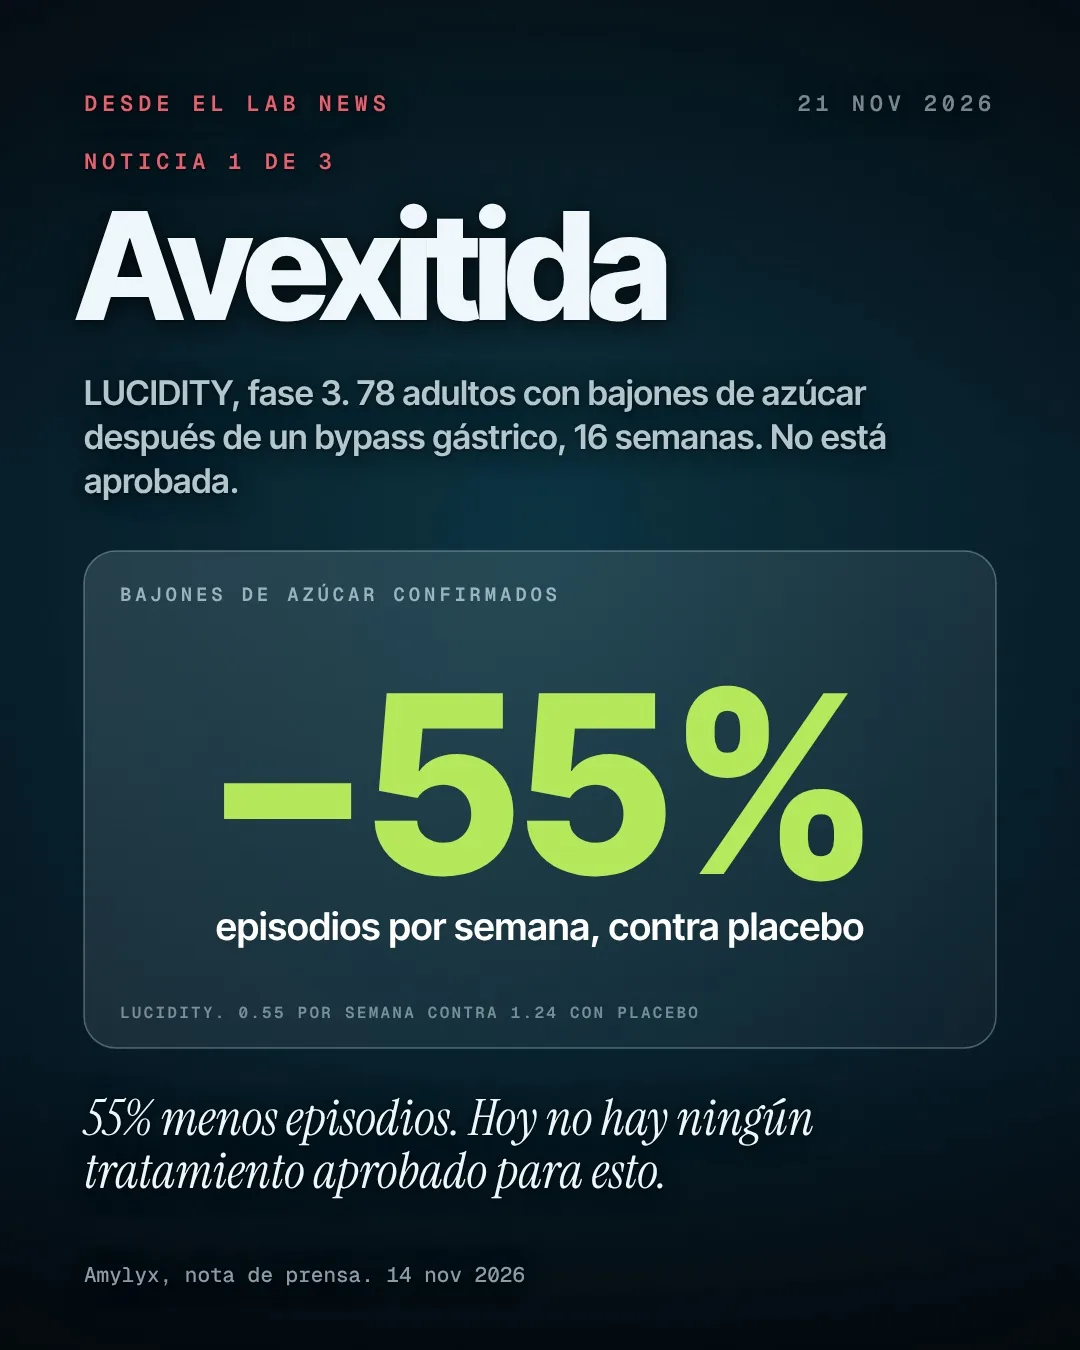 DESDE EL LAB NEWS
21 NOV 2026
NOTICIA 1 DE 3
Avexitida
LUCIDITY, fase 3. 78 adultos con bajones de azúcar
después de un bypass gástrico, 16 semanas. No está
aprobada.
BAJONES DE AZÚCAR CONFIRMADOS
–55%
episodios por semana, contra placebo
LUCIDITY. 0.55 POR SEMANA CONTRA 1.24 CON PLACEBO
55% menos episodios. Hoy no hay ningún
tratamiento aprobado para esto.
Amylyx, nota de prensa. 14 nov 2026